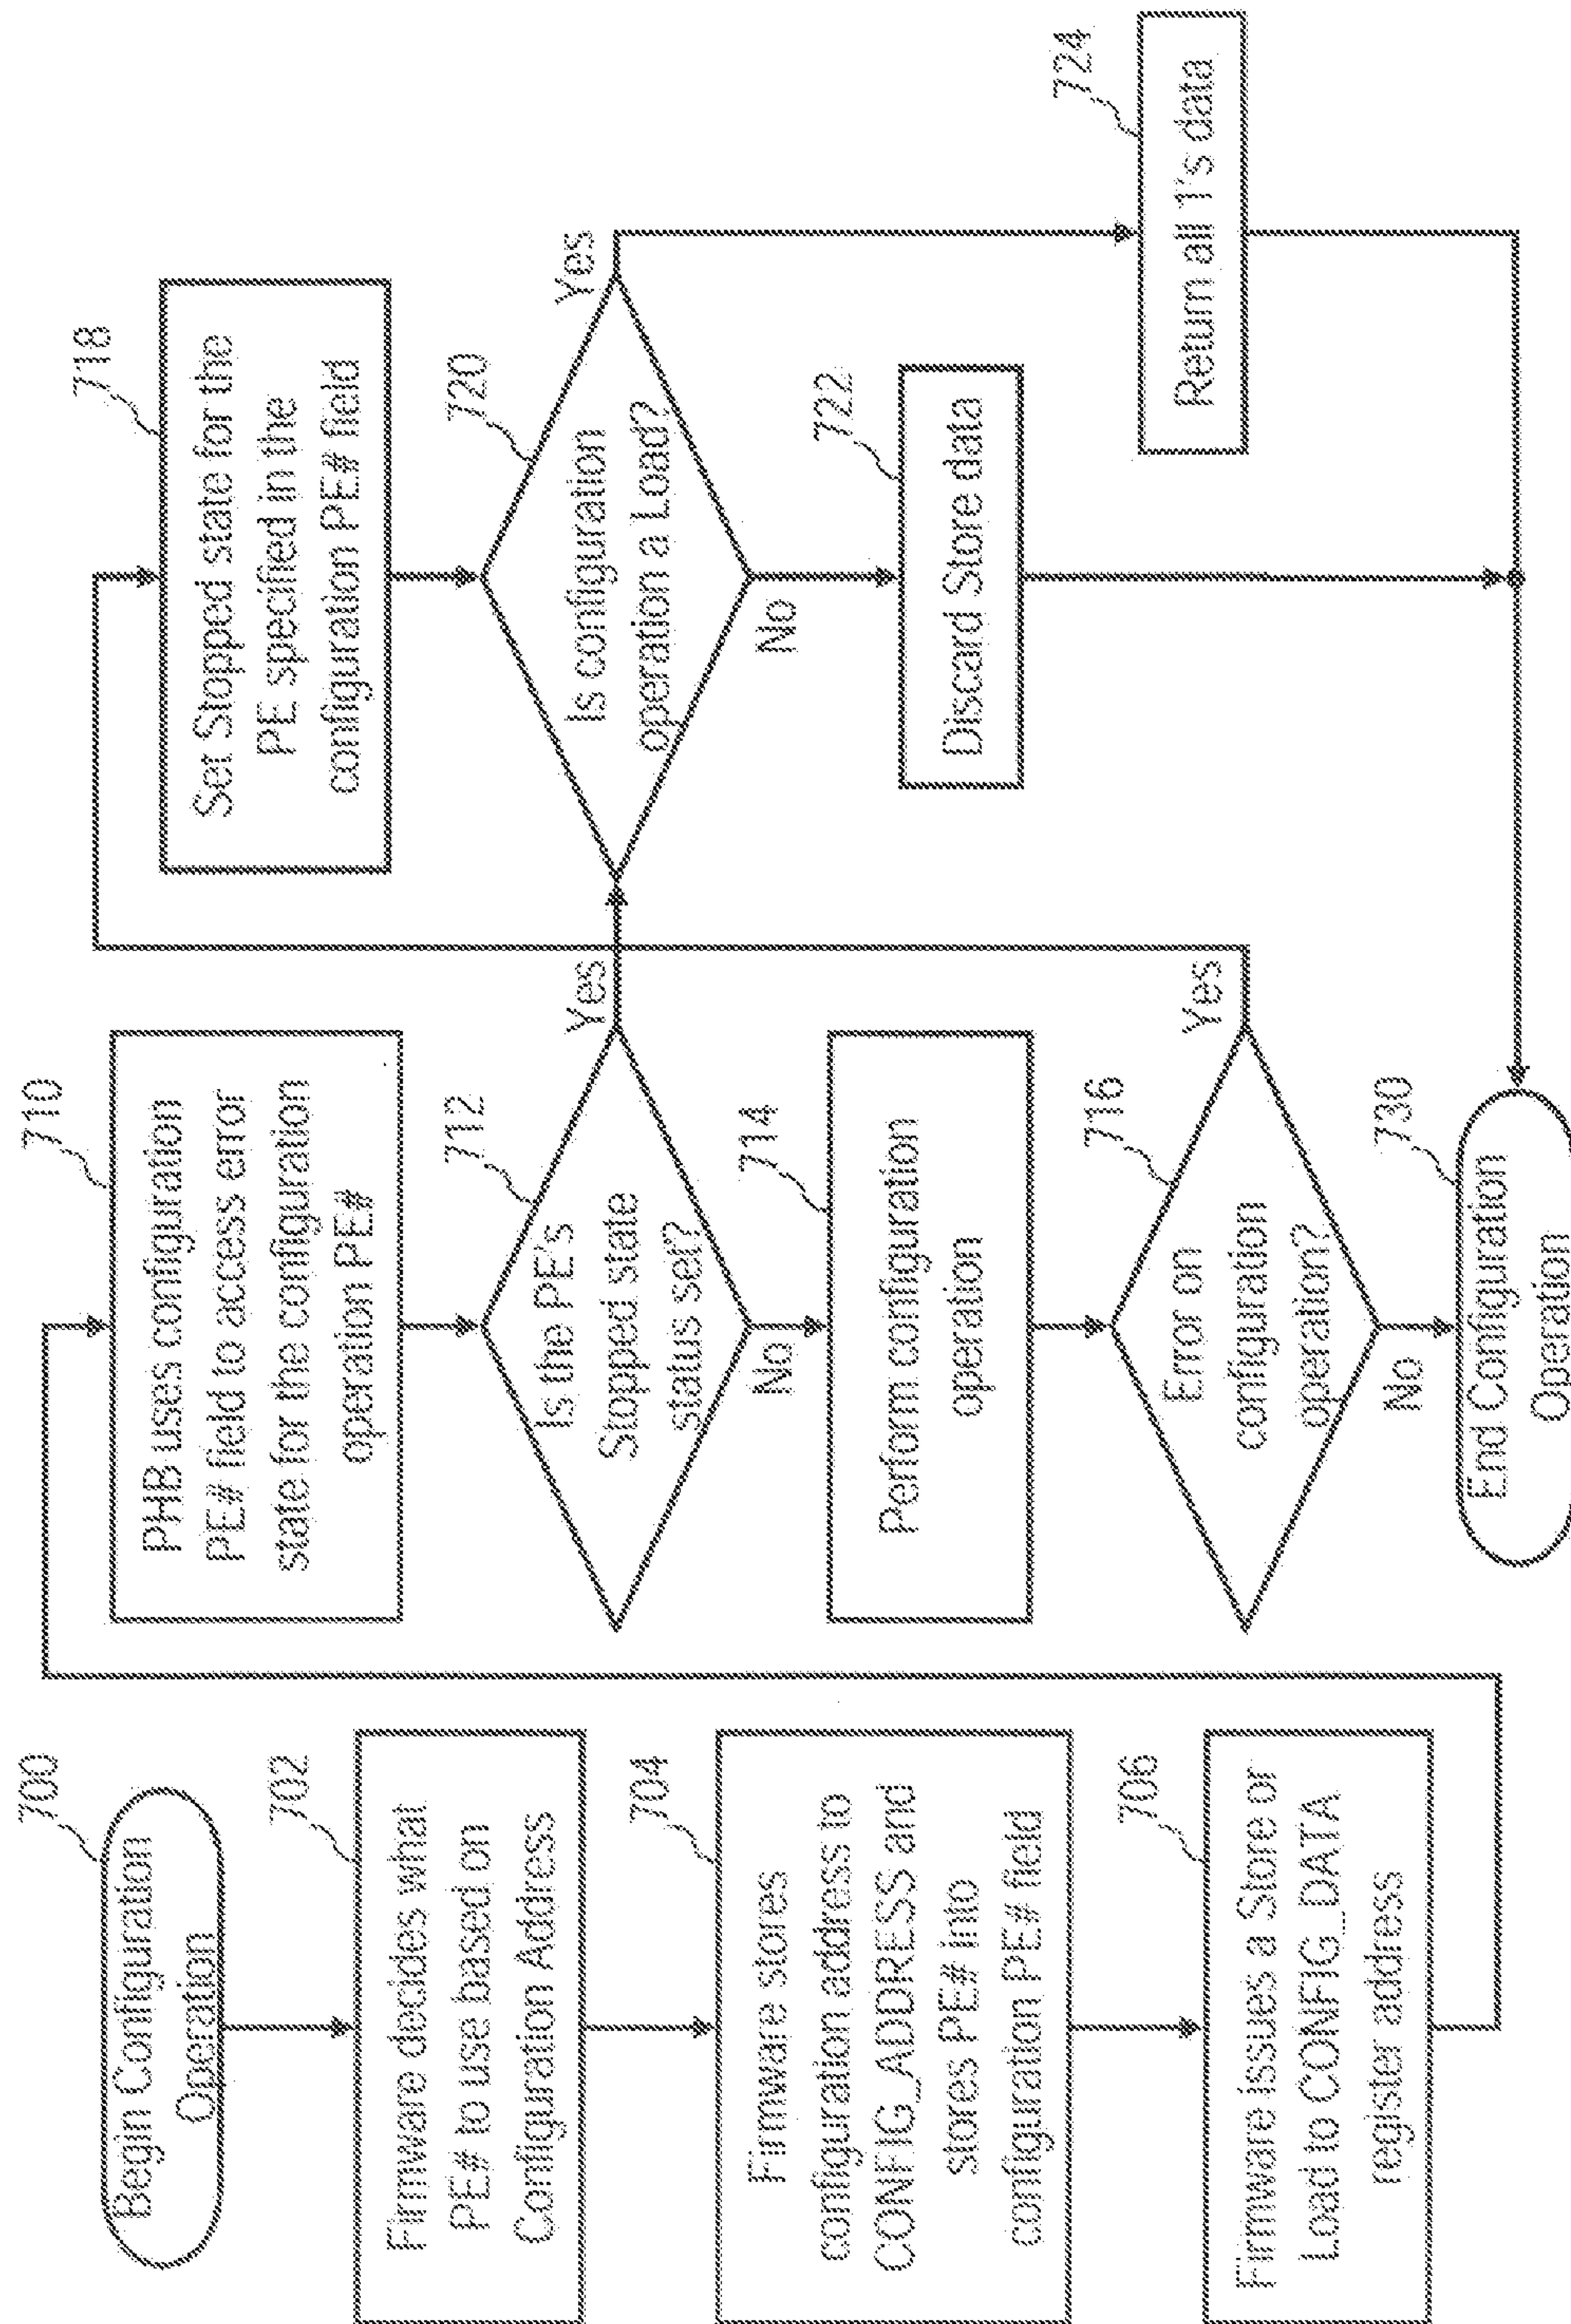 700
Begin Configuration
Operation
702
Firmware decides what
PE# to use based on
Configuration Address
704
Firmware stores
configuration address to
CONFIG_ADDRESS and
stores PE# into
configuration PE# field
706
Firmware issues a Store or
Load to CONFIG_DATA
register address
710
PHB uses configuration
PE# field to access error
state for the configuration
operation PE#
712
Is the PE's
Stopped state
status set?
Yes
No
714
Perform configuration
operation
716
Error on
configuration
operation?
Yes
No
730
End Configuration
Operation
718
Set Stopped state for the
PE specified in the
configuration PE# field
720
Is configuration
operation a Load?
Yes
No
722
Discard Store data
724
Return all 1's data